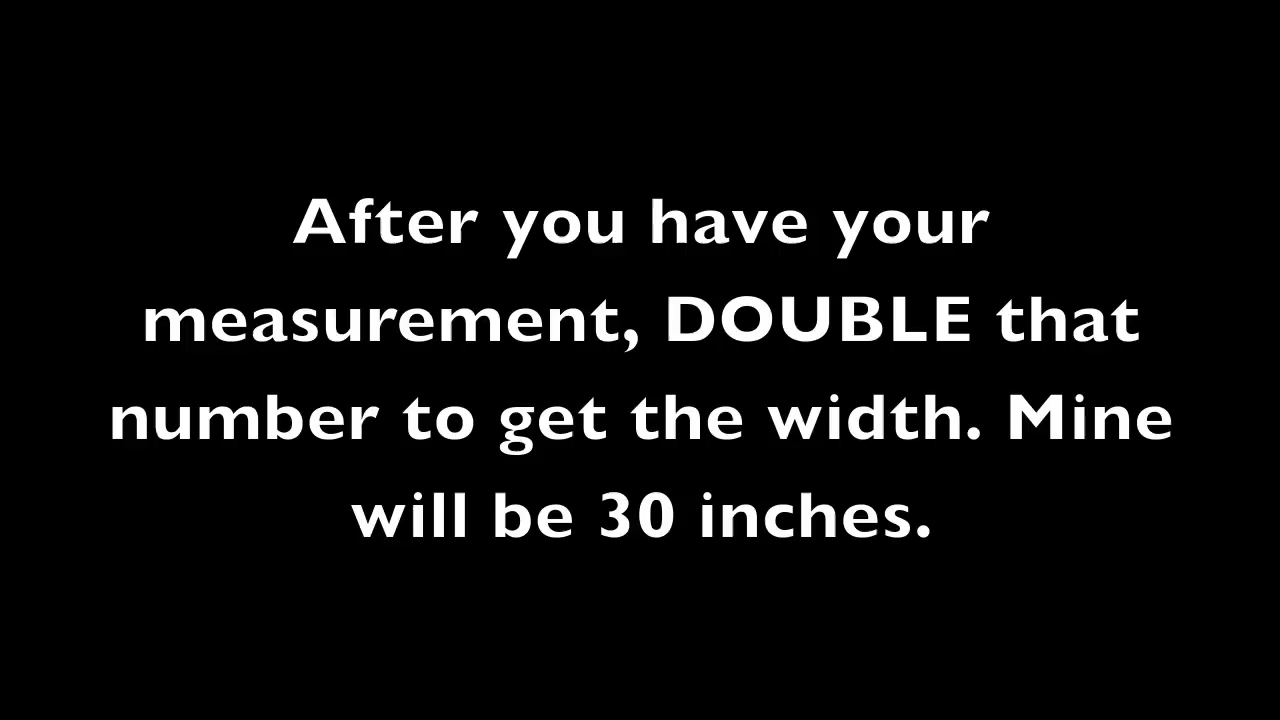 After you have your
measurement, DOUBLE that
number to get the width. Mine
will be 30 inches.